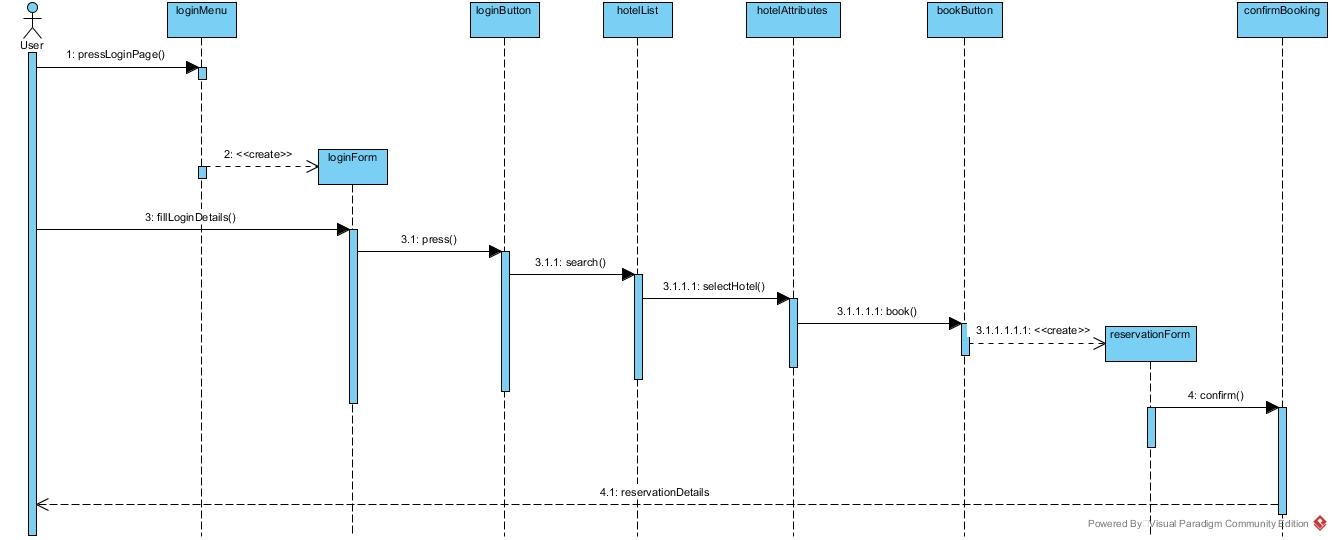 loginMenu
loginButton
hotelList
hotelAttributes
bookButton
confirmBooking
User
1: pressLoginPage()
2: <<create>>
loginForm
3: fillLoginDetails()
3.1: press()
3.1.1: search()
3.1.1.1: selectHotel()
3.1.1.1.1: book()
3.1.1.1.1.1: <<create>>
reservationForm
4: confirm()
4.1: reservationDetails
Powered By Visual Paradigm Community Edition